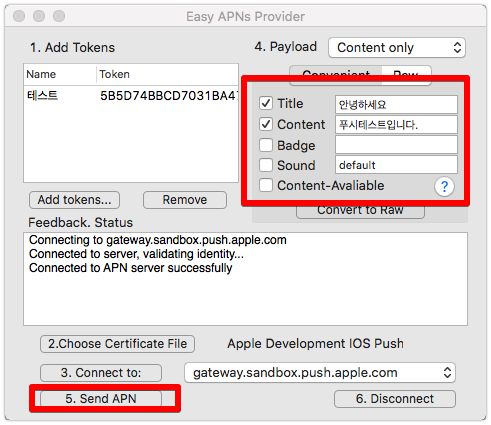 Easy APNs Provider
1. Add Tokens
4. Payload
Content only
Name
Token
테스트
5B5D74BBCD7031BA4
Convenient
Raw
Title
안녕하세요
Content
푸시테스트입니다.
Badge
Sound
default
Content-Avaliable
?
Add tokens...
Remove
Convert to Raw
Feedback. Status
Connecting to gateway.sandbox.push.apple.com
Connected to server, validating identity...
Connected to APN server successfully
2.Choose Certificate File
Apple Development IOS Push
3. Connect to:
gateway.sandbox.push.apple.com
5. Send APN
6. Disconnect